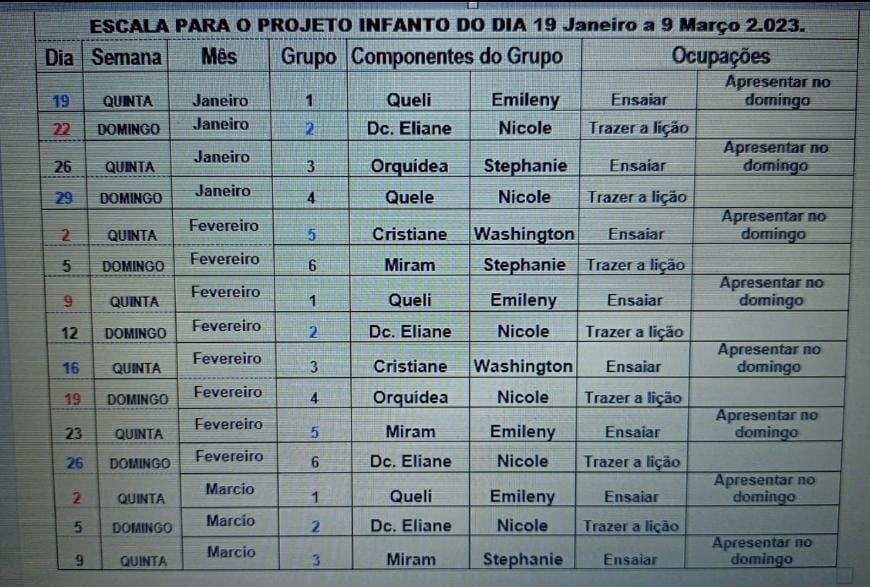 ESCALA PARA O PROJETO INFANTO DO DIA 19 Janeiro a 9 Março 2.023.
Dia Semana Mês Grupo Componentes do Grupo Ocupações
19 QUINTA Janeiro 1 Queli Emileny Ensaiar Apresentar no domingo
22 DOMINGO Janeiro 2 Dc. Eliane Nicole Trazer a lição
26 QUINTA Janeiro 3 Orquídea Stephanie Ensaiar Apresentar no domingo
29 DOMINGO Janeiro 4 Quele Nicole Trazer a lição
2 QUINTA Fevereiro 5 Cristiane Washington Ensaiar Apresentar no domingo
5 DOMINGO Fevereiro 6 Miram Stephanie Trazer a lição
9 QUINTA Fevereiro 1 Queli Emileny Ensaiar Apresentar no domingo
12 DOMINGO Fevereiro 2 Dc. Eliane Nicole Trazer a lição
16 QUINTA Fevereiro 3 Cristiane Washington Ensaiar Apresentar no domingo
19 DOMINGO Fevereiro 4 Orquídea Nicole Trazer a lição
23 QUINTA Fevereiro 5 Miram Emileny Ensaiar Apresentar no domingo
26 DOMINGO Fevereiro 6 Dc. Eliane Nicole Trazer a lição
2 QUINTA Marcio 1 Queli Emileny Ensaiar Apresentar no domingo
5 DOMINGO Marcio 2 Dc. Eliane Nicole Trazer a lição
9 QUINTA Marcio 3 Miram Stephanie Ensaiar Apresentar no domingo